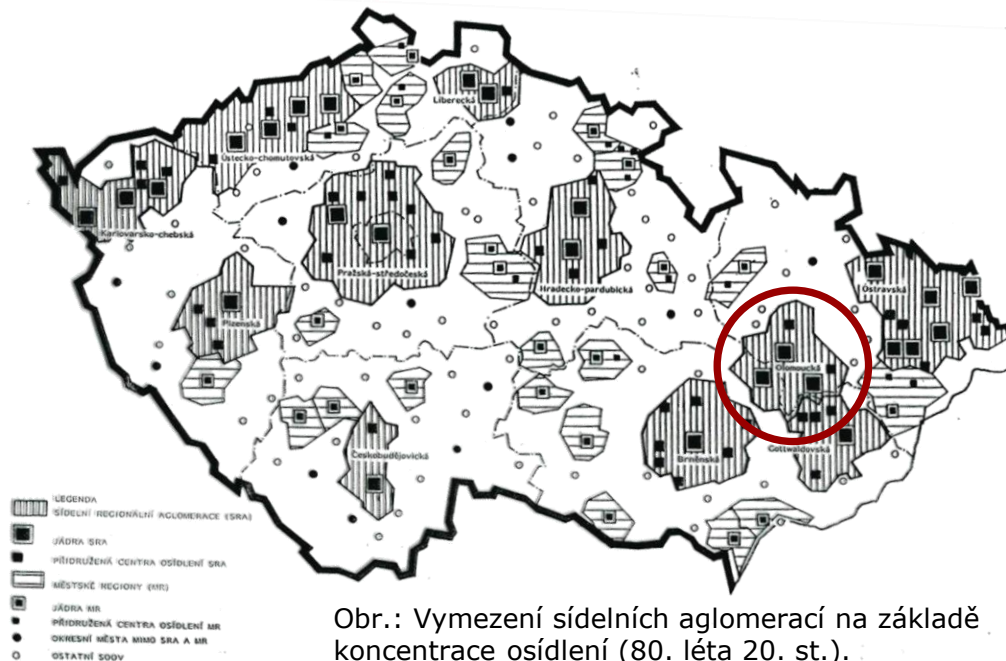 Liberecká
Ústecko-chomutovská
Karlovarsko-chebská
Pražská-středočeská
Hradecko-pardubická
Ostravská
Plzenská
Olomoucká
Českobudějovická
Brněnská
Gottwaldovská
LEGENDA
SÍDELNÍ REGIONÁLNÍ AGLOMERACE (SRA)
JÁDRA SRA
PŘIDRUŽENÁ CENTRA OSÍDLENÍ SRA
MĚSTSKÉ REGIONY (MR)
JÁDRA MR
PŘIDRUŽENÁ CENTRA OSÍDLENÍ MR
OKRESNÍ MĚSTA MIMO SRA A MR
OSTATNÍ SOOV
Obr.: Vymezení sídelních aglomerací na základě
koncentrace osídlení (80. léta 20. st.).